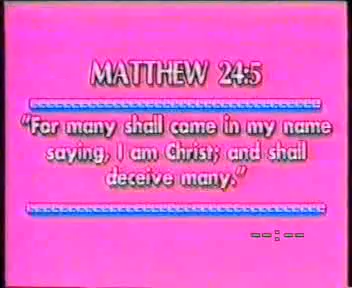 MATTHEW 24:5
"For many shall come in my name
saying, I am Christ; and shall
deceive many."
--:--